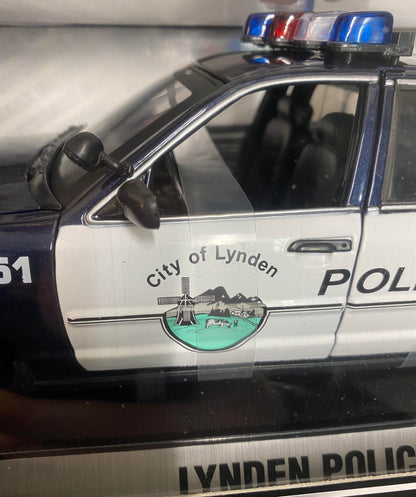 City of Lynden
POLI
51
LYNDEN POLIC